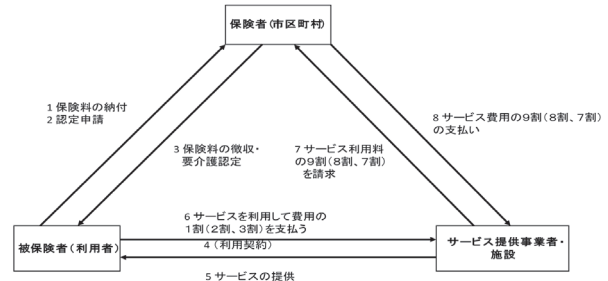 保険者(市区町村)
1 保険料の納付
2 認定申請
8 サービス費用の9割(8割、7割)
の支払い
3 保険料の徴収・
要介護認定
7 サービス利用料
の9割(8割、7割)
を請求
6 サービスを利用して費用の
1割(2割、3割)を支払う
4 (利用契約)
被保険者(利用者)
サービス提供事業者・
施設
5 サービスの提供